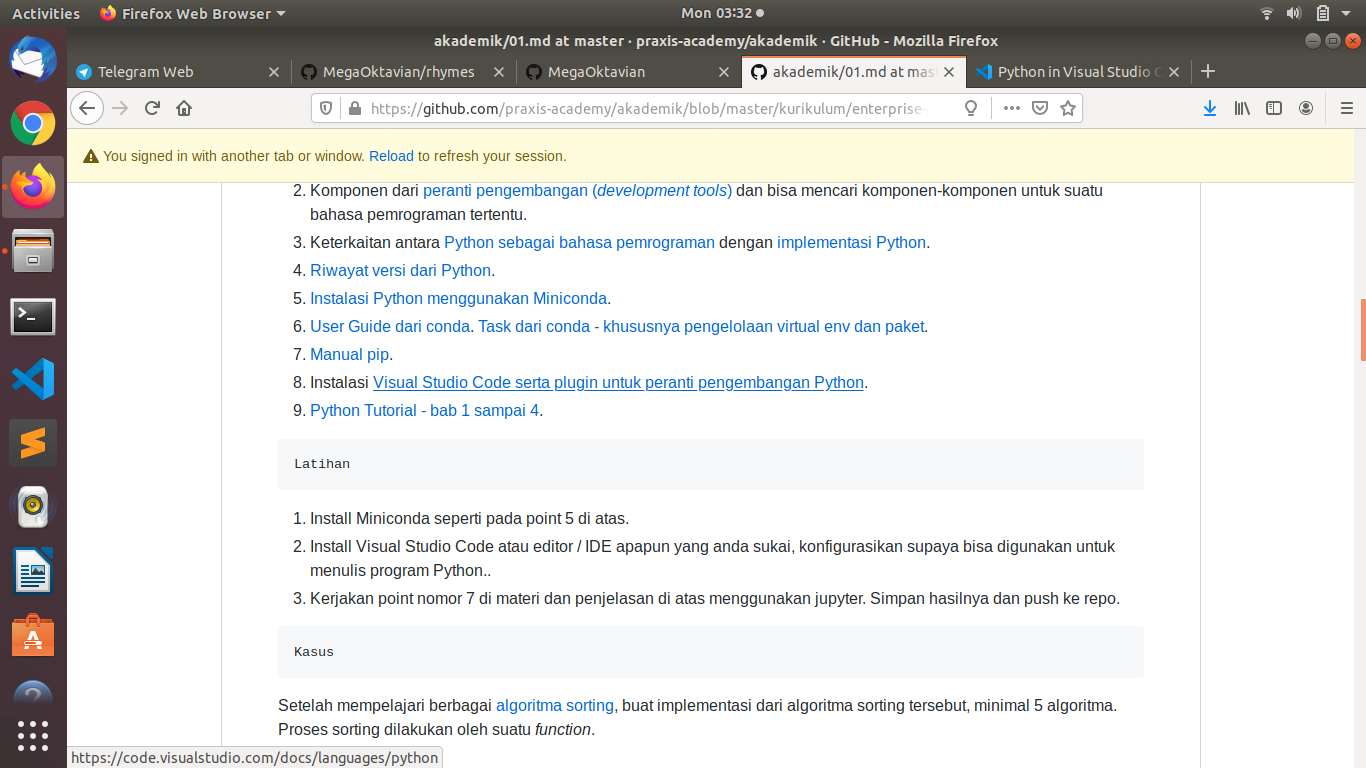 Activities Firefox Web Browser Mon 03:32
akademik/01.md at master · praxis-academy/akademik · GitHub - Mozilla Firefox
Telegram Web MegaOktavian/rhymes MegaOktavian akademik/01.md at mas Python in Visual Studio C
https://github.com/praxis-academy/akademik/blob/master/kurikulum/enterprise-
You signed in with another tab or window. Reload to refresh your session.
2. Komponen dari peranti pengembangan (development tools) dan bisa mencari komponen-komponen untuk suatu
bahasa pemrograman tertentu.
3. Keterkaitan antara Python sebagai bahasa pemrograman dengan implementasi Python.
4. Riwayat versi dari Python.
5. Instalasi Python menggunakan Miniconda.
6. User Guide dari conda. Task dari conda - khususnya pengelolaan virtual env dan paket.
7. Manual pip.
8. Instalasi Visual Studio Code serta plugin untuk peranti pengembangan Python.
9. Python Tutorial - bab 1 sampai 4.
Latihan
1. Install Miniconda seperti pada point 5 di atas.
2. Install Visual Studio Code atau editor / IDE apapun yang anda sukai, konfigurasikan supaya bisa digunakan untuk
menulis program Python..
3. Kerjakan point nomor 7 di materi dan penjelasan di atas menggunakan jupyter. Simpan hasilnya dan push ke repo.
Kasus
Setelah mempelajari berbagai algoritma sorting, buat implementasi dari algoritma sorting tersebut, minimal 5 algoritma.
Proses sorting dilakukan oleh suatu function.
https://code.visualstudio.com/docs/languages/python